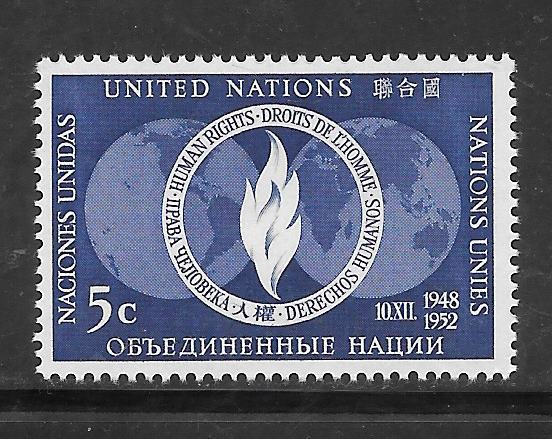 UNITED NATIONS 聯合國
NACIONES UNIDAS
NATIONS UNIES
HUMAN RIGHTS · DROITS DE L'HOMME · DERECHOS HUMANOS · 人權 · ПРАВА ЧЕЛОВЕКА ·
5c
10.XII. 1948
1952
ОБЪЕДИНЕННЫЕ НАЦИИ